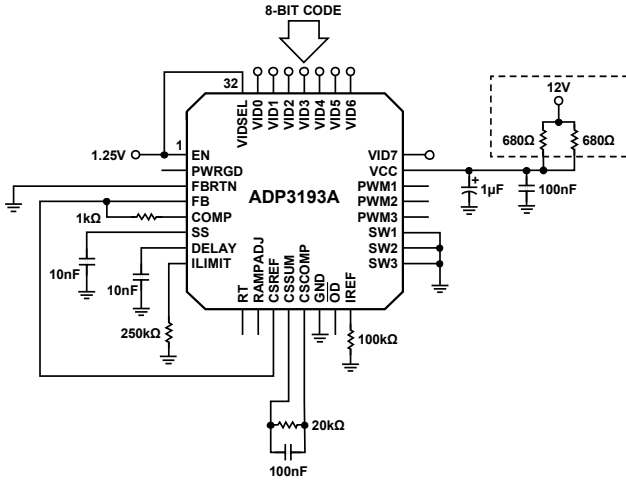 8-BIT CODE
32
VIDSEL
VID0
VID1
VID2
VID3
VID4
VID5
VID6
12V
680Ω
680Ω
1.25V
1
EN
PWRGD
FBRTN
FB
COMP
SS
DELAY
ILIMIT
ADP3193A
VID7
VCC
PWM1
PWM2
PWM3
SW1
SW2
SW3
+
1µF
100nF
1kΩ
10nF
10nF
250kΩ
RT
RAMPADJ
CSREF
CSSUM
CSCOMP
GND
OD
IREF
100kΩ
20kΩ
100nF